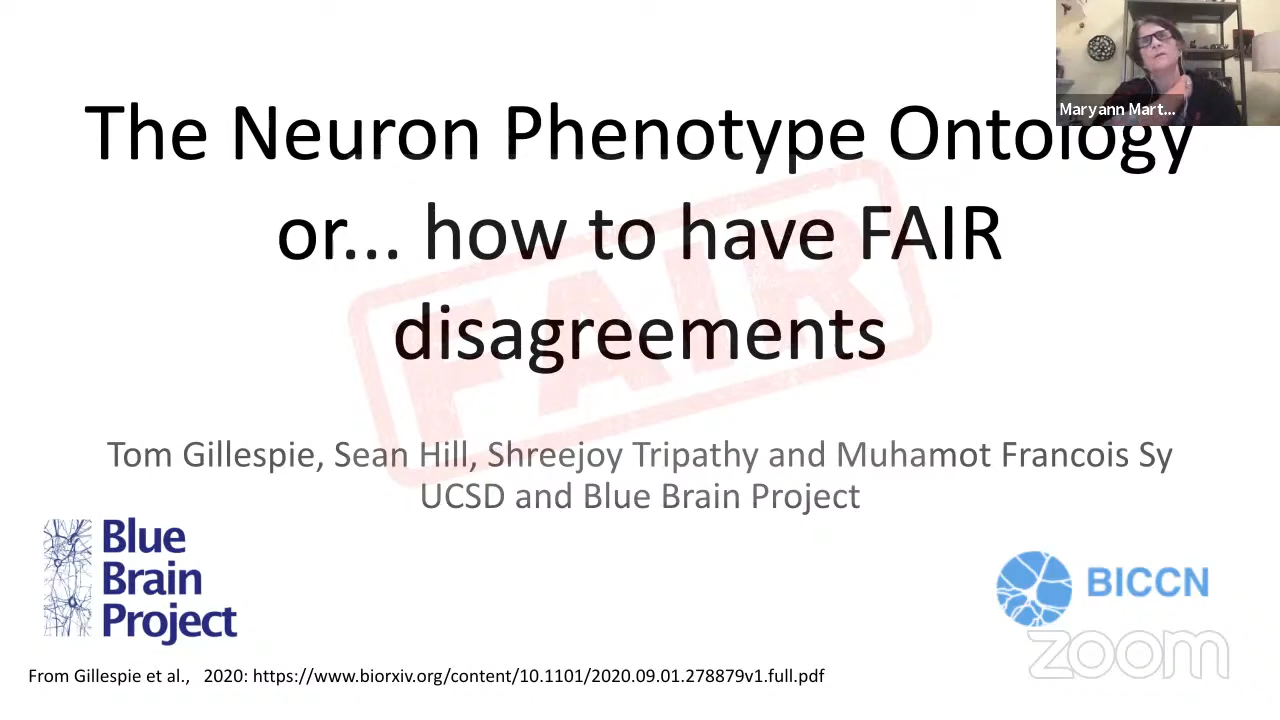 Maryann Mart...
The Neuron Phenotype Ontology
or... how to have FAIR
disagreements
FAIR
Tom Gillespie, Sean Hill, Shreejoy Tripathy and Muhamot Francois Sy
UCSD and Blue Brain Project
Blue
Brain
Project
BICCN
zoom
From Gillespie et al., 2020: https://www.biorxiv.org/content/10.1101/2020.09.01.278879v1.full.pdf